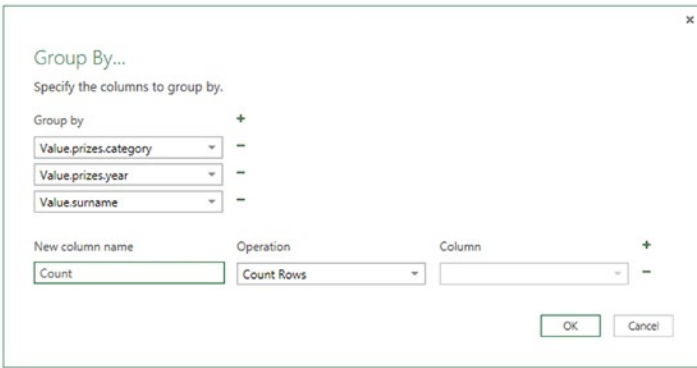 Group By...
Specify the columns to group by.
Group by
Value.prizes.category
Value.prizes.year
Value.surname
New column name Operation Column
Count Count Rows
OK Cancel